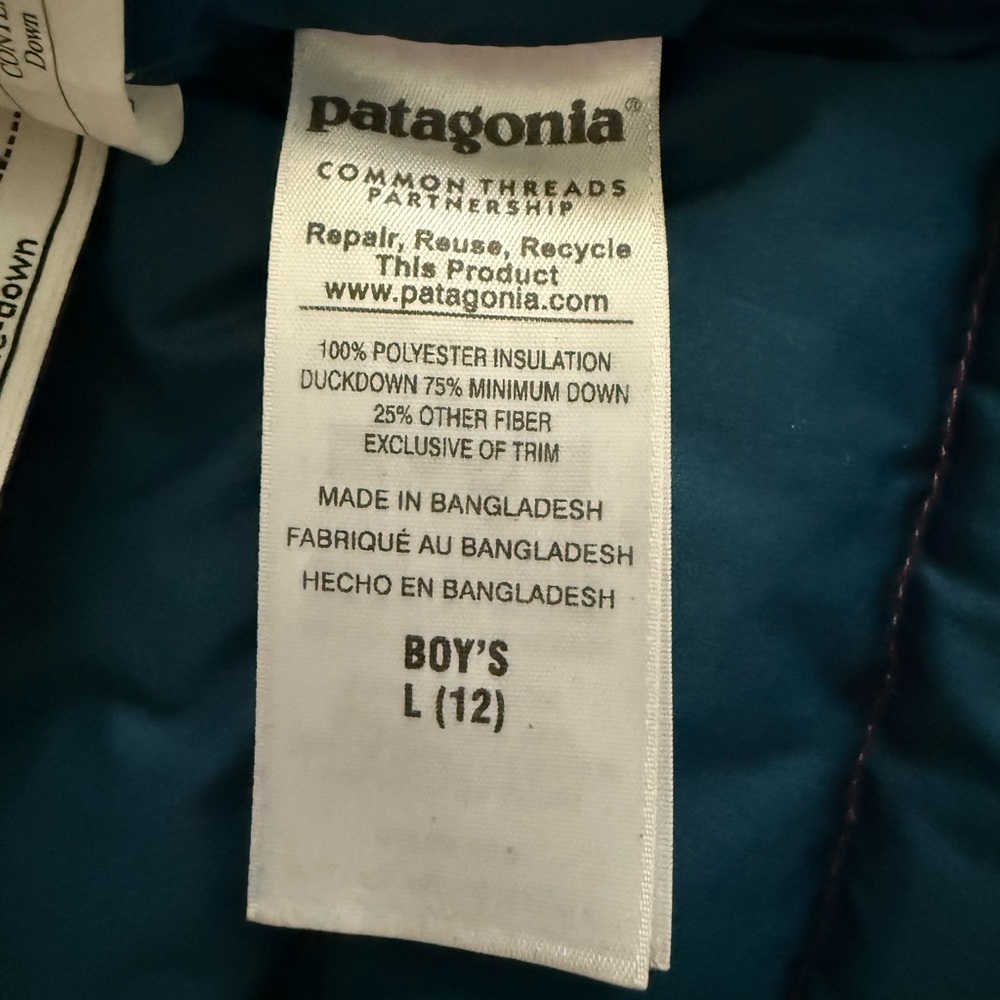 patagonia®
COMMON THREADS
PARTNERSHIP
Repair, Reuse, Recycle
This Product
www.patagonia.com
100% POLYESTER INSULATION
DUCKDOWN 75% MINIMUM DOWN
25% OTHER FIBER
EXCLUSIVE OF TRIM
MADE IN BANGLADESH
FABRIQUÉ AU BANGLADESH
HECHO EN BANGLADESH
BOY'S
L (12)
Down